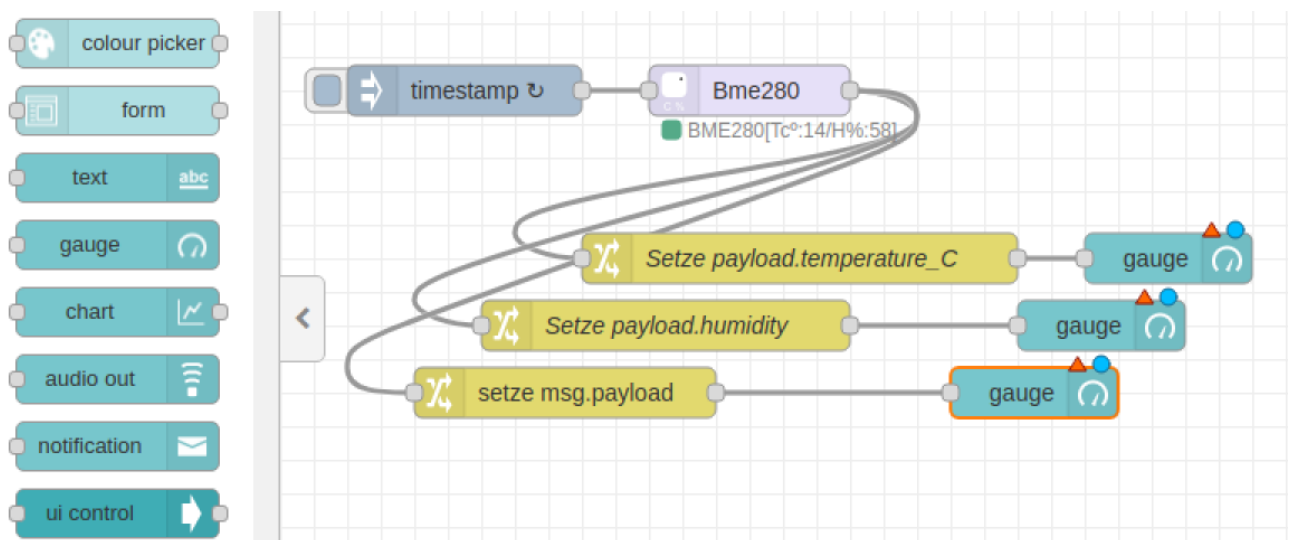 colour picker
form
text
abc
gauge
chart
audio out
notification
ui control
timestamp ↻
Bme280
C %
BME280[Tcº:14/H%:58]
Setze payload.temperature_C
gauge
Setze payload.humidity
gauge
setze msg.payload
gauge